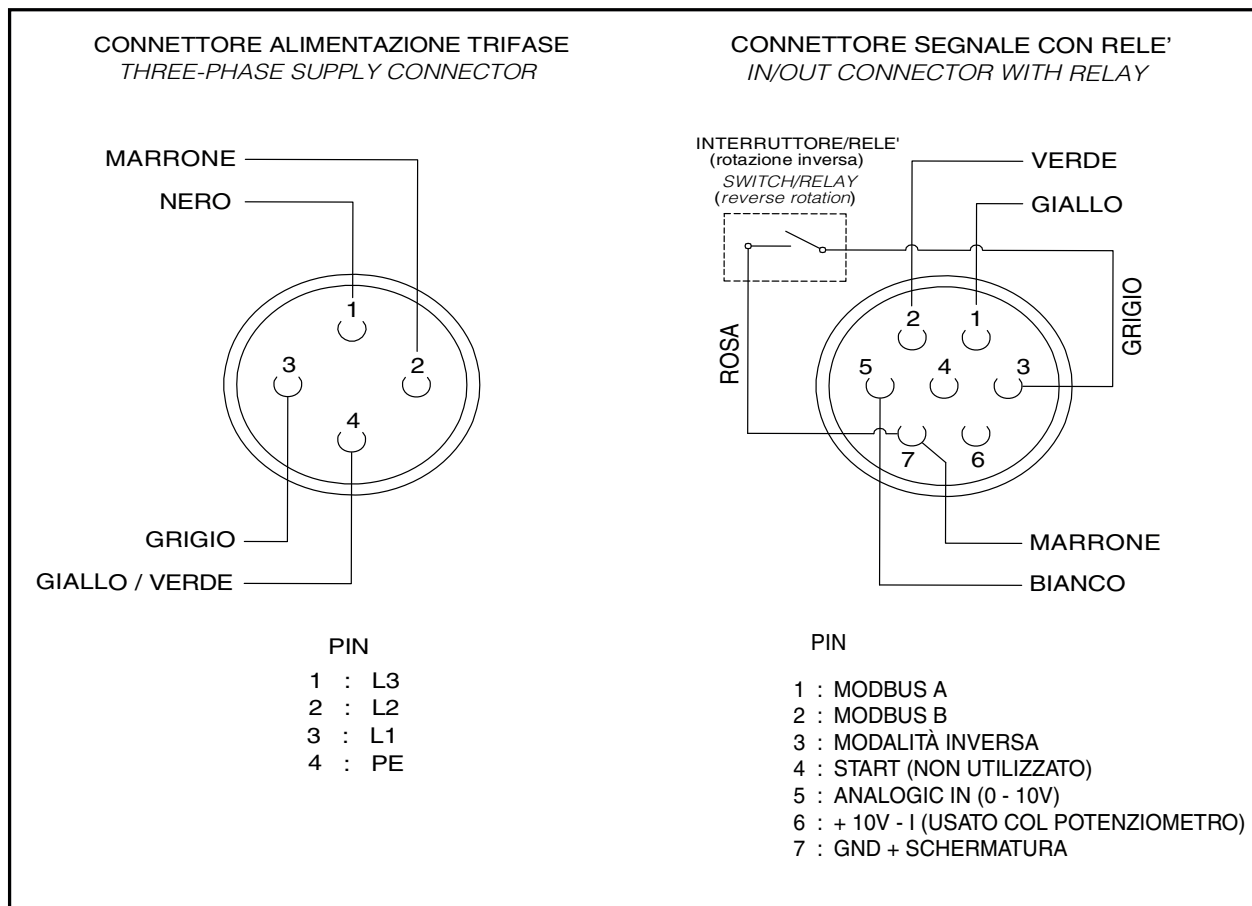 CONNETTORE ALIMENTAZIONE TRIFASE
THREE-PHASE SUPPLY CONNECTOR
MARRONE
NERO
1
3
2
4
GRIGIO
GIALLO / VERDE
PIN
1 : L3
2 : L2
3 : L1
4 : PE
CONNETTORE SEGNALE CON RELE'
IN/OUT CONNECTOR WITH RELAY
INTERRUTTORE/RELE'
(rotazione inversa)
SWITCH/RELAY
(reverse rotation)
VERDE
GIALLO
ROSA
GRIGIO
2
1
5
4
3
7
6
MARRONE
BIANCO
PIN
1 : MODBUS A
2 : MODBUS B
3 : MODALITÀ INVERSA
4 : START (NON UTILIZZATO)
5 : ANALOGIC IN (0 - 10V)
6 : + 10V - I (USATO COL POTENZIOMETRO)
7 : GND + SCHERMATURA